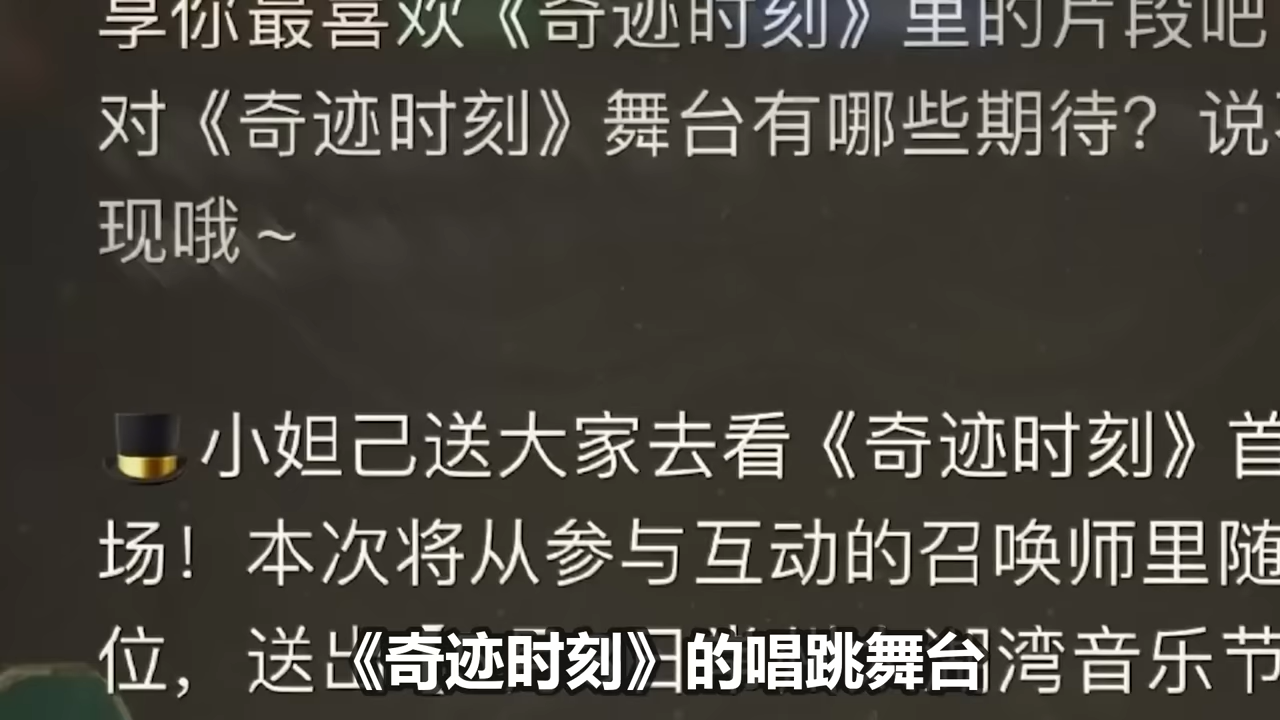 享你最喜欢《奇迹时刻》里的片段吧
对《奇迹时刻》舞台有哪些期待？说
现哦～
小妲己送大家去看《奇迹时刻》首
场！本次将从参与互动的召唤师里随
位，送出
湾音乐节
《奇迹时刻》的唱跳舞台